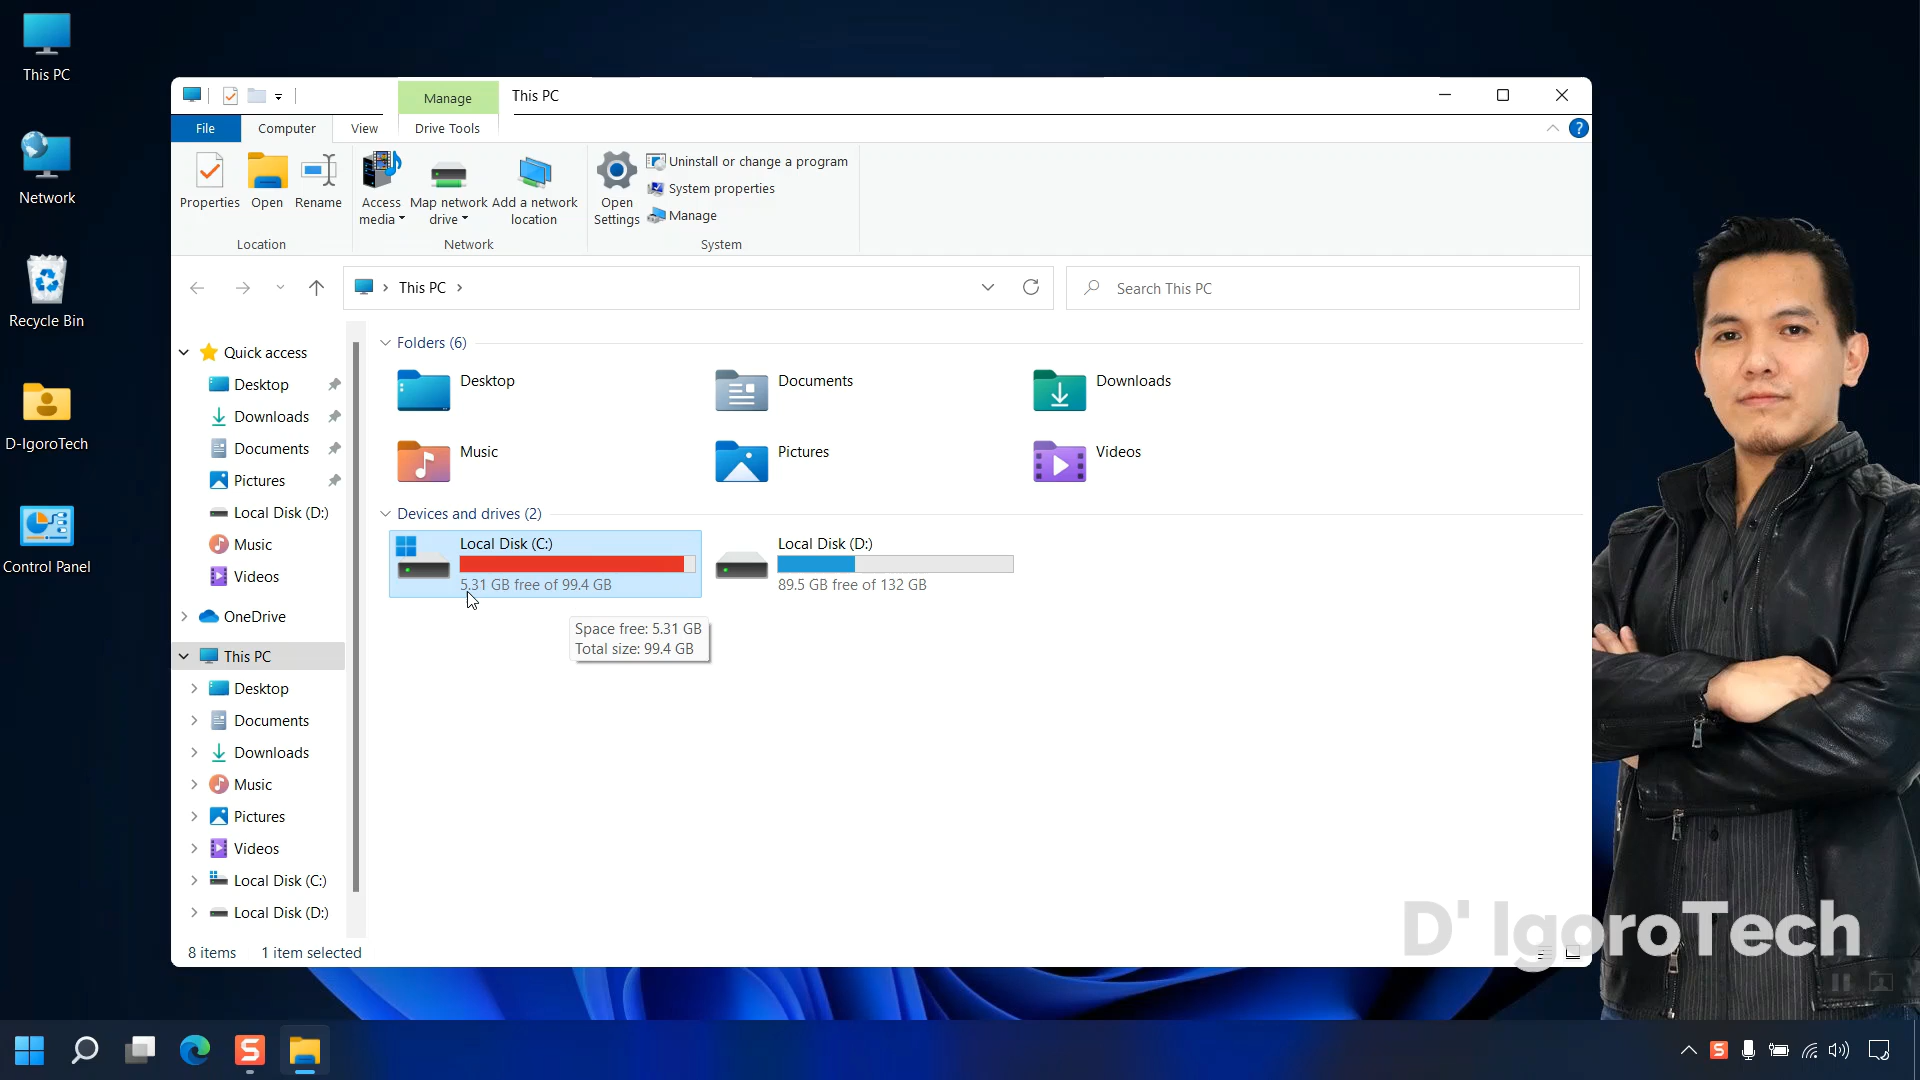 This PC
Network
Recycle Bin
D-IgoroTech
Control Panel
Manage
This PC
File
Computer
View
Drive Tools
?
Properties
Open
Rename
Location
Access media
Map network drive
Add a network location
Network
Open Settings
Uninstall or change a program
System properties
Manage
System
This PC
Search This PC
Quick access
Desktop
Downloads
Documents
Pictures
Local Disk (D:)
Music
Videos
OneDrive
This PC
Desktop
Documents
Downloads
Music
Pictures
Videos
Local Disk (C:)
Local Disk (D:)
Folders (6)
Desktop
Documents
Downloads
Music
Pictures
Videos
Devices and drives (2)
Local Disk (C:)
5.31 GB free of 99.4 GB
Local Disk (D:)
89.5 GB free of 132 GB
Space free: 5.31 GB
Total size: 99.4 GB
8 items
1 item selected
D' IgoroTech
S
S